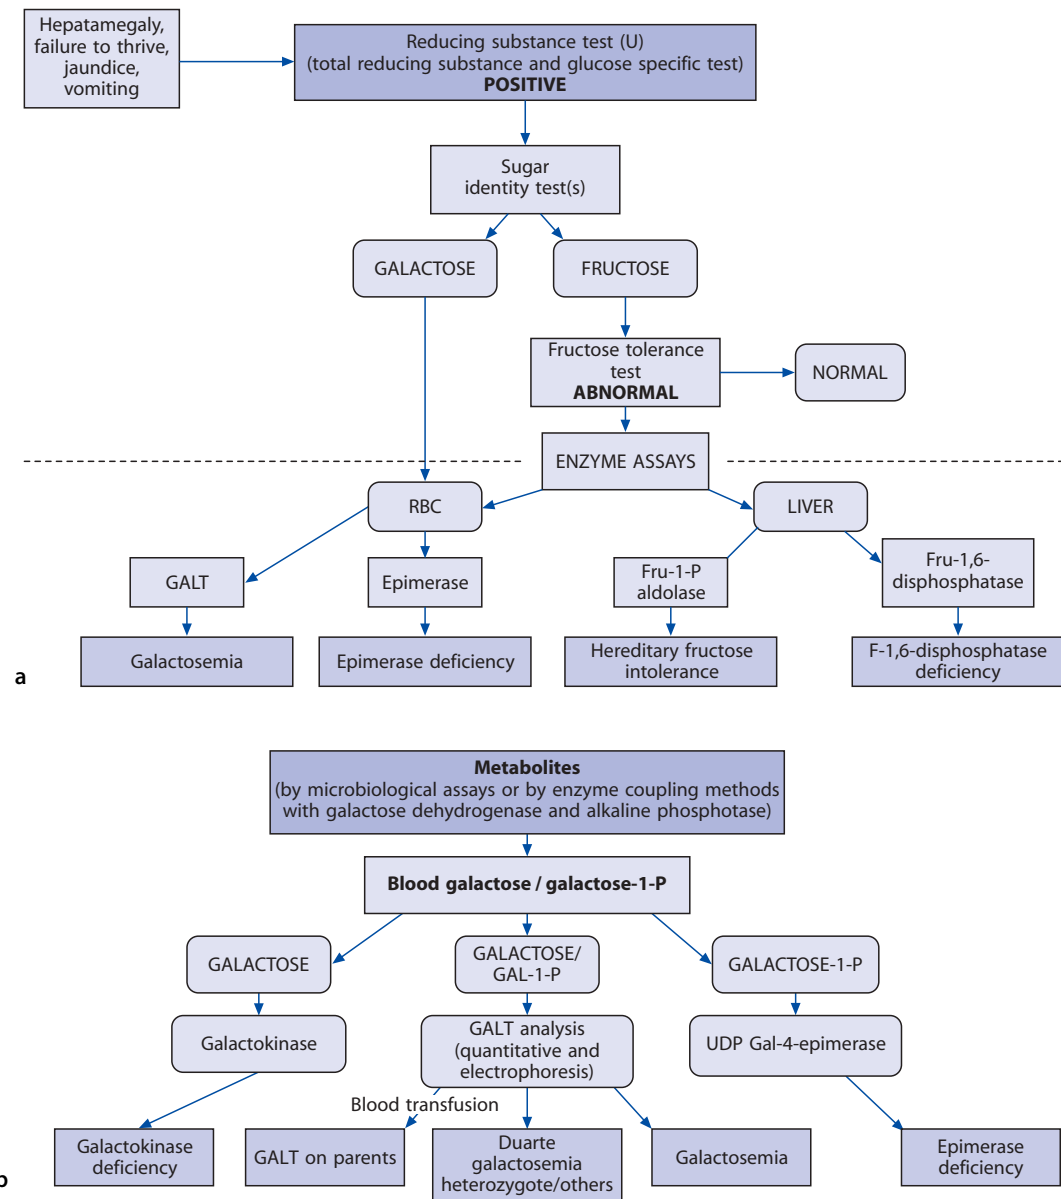 Hepatamegaly,
failure to thrive,
jaundice,
vomiting
Reducing substance test (U)
(total reducing substance and glucose specific test)
POSITIVE
Sugar
identity test(s)
GALACTOSE
FRUCTOSE
Fructose tolerance
test
ABNORMAL
NORMAL
ENZYME ASSAYS
RBC
LIVER
GALT
Epimerase
Fru-1-P
aldolase
Fru-1,6-
disphosphatase
Galactosemia
Epimerase deficiency
Hereditary fructose
intolerance
F-1,6-disphosphatase
deficiency
a
Metabolites
(by microbiological assays or by enzyme coupling methods
with galactose dehydrogenase and alkaline phosphotase)
Blood galactose / galactose-1-P
GALACTOSE
GALACTOSE/
GAL-1-P
GALACTOSE-1-P
Galactokinase
GALT analysis
(quantitative and
electrophoresis)
UDP Gal-4-epimerase
Blood transfusion
Galactokinase
deficiency
GALT on parents
Duarte
galactosemia
heterozygote/others
Galactosemia
Epimerase
deficiency
b